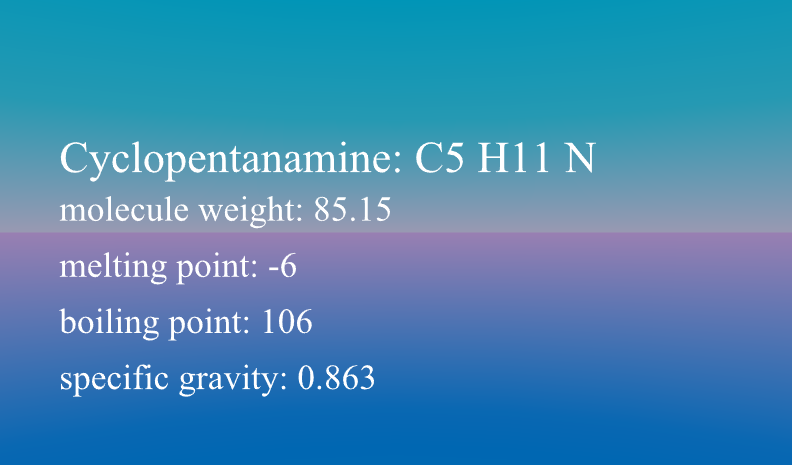 Cyclopentanamine: C5 H11 N
molecule weight: 85.15
melting point: -6
boiling point: 106
specific gravity: 0.863